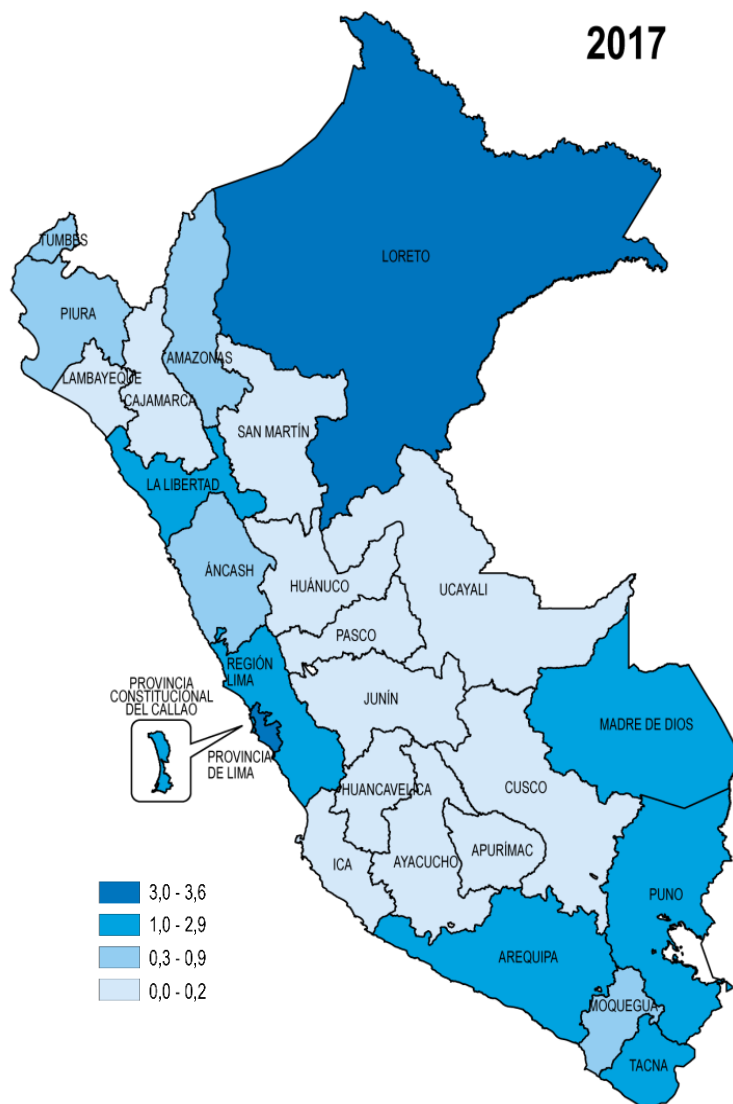 2017
TUMBES
LORETO
PIURA
AMAZONAS
LAMBAYEQUE
CAJAMARCA
SAN MARTÍN
LA LIBERTAD
ÁNCASH
HUÁNUCO
UCAYALI
PASCO
REGIÓN
LIMA
PROVINCIA
CONSTITUCIONAL
DEL CALLAO
JUNÍN
MADRE DE DIOS
PROVINCIA
DE LIMA
HUANCAVELICA
CUSCO
ICA
AYACUCHO
APURÍMAC
PUNO
AREQUIPA
MOQUEGUA
TACNA
3,0 - 3,6
1,0 - 2,9
0,3 - 0,9
0,0 - 0,2